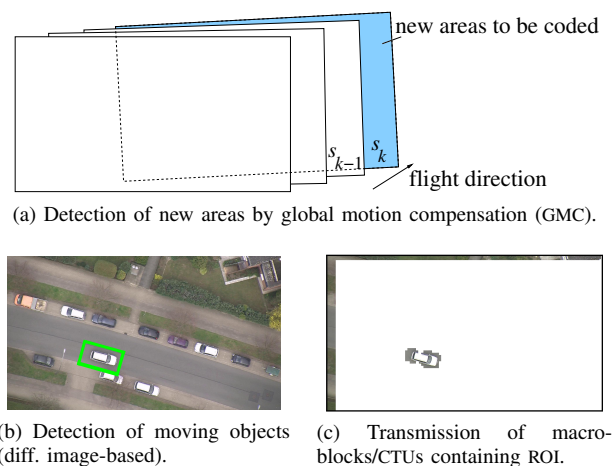 new areas to be coded
s_{k-1} s_k
flight direction
(a) Detection of new areas by global motion compensation (GMC).
(b) Detection of moving objects
(diff. image-based).
(c) Transmission of macro-
blocks/CTUs containing ROI.